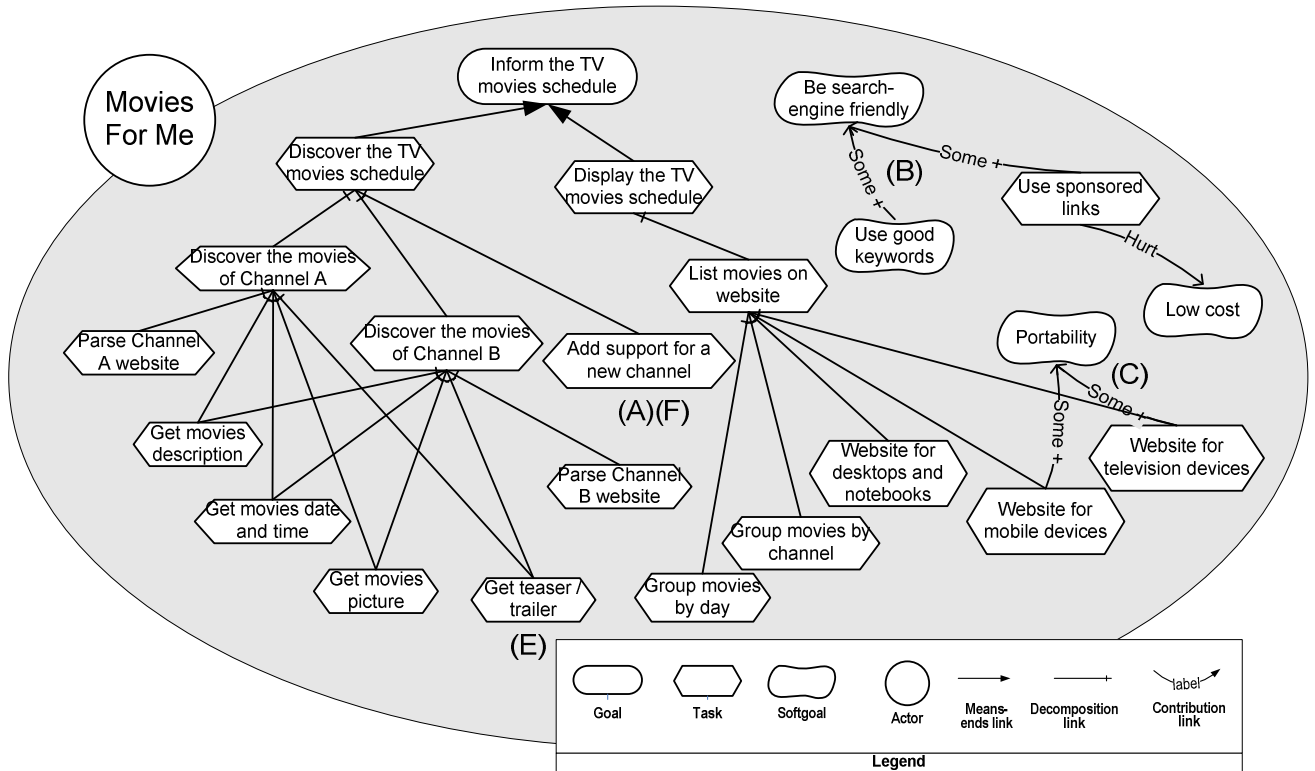 Movies
For Me
Inform the TV
movies schedule
Be search-
engine friendly
Discover the TV
movies schedule
Display the TV
movies schedule
Some +
Some +
(B)
Use sponsored
links
Use good
keywords
Hurt
Discover the movies
of Channel A
List movies on
website
Low cost
Parse Channel
A website
Discover the movies
of Channel B
Add support for a
new channel
Portability
(C)
Some +
Some +
(A)(F)
Get movies
description
Website for
desktops and
notebooks
Website for
television devices
Parse Channel
B website
Get movies date
and time
Group movies by
channel
Website for
mobile devices
Get movies
picture
Get teaser /
trailer
Group movies
by day
(E)
Goal
Task
Softgoal
Actor
Means-
ends link
Decomposition
link
label
Contribution
link
Legend